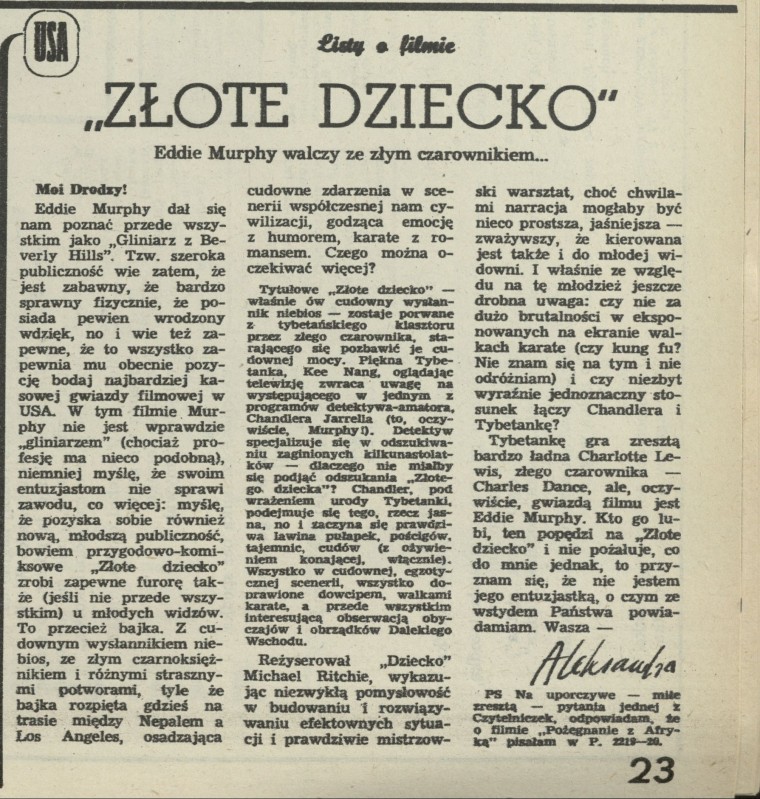 USA
Listy o filmie
„ZŁOTE DZIECKO"
Eddie Murphy walczy ze złym czarownikiem...
Moi Drodzy!
Eddie Murphy dał się
nam poznać przede wszy-
stkim jako „Gliniarz z Be-
verly Hills". Tzw. szeroka
publiczność wie zatem, że
jest zabawny, że bardzo
sprawny fizycznie, że po-
siada pewien wrodzony
wdzięk, no i wie też za-
pewne, że to wszystko za-
pewnia mu obecnie pozy-
cję bodaj najbardziej ka-
sowej gwiazdy filmowej w
USA. W tym filmie Mur-
phy nie jest wprawdzie
„gliniarzem" (chociaż pro-
fesję ma nieco podobną),
niemniej myślę, że swoim
entuzjastom nie sprawi
zawodu, co więcej: myślę,
że pozyska sobie również
nową, młodszą publiczność,
bowiem przygodowo-komi-
ksowe „Złote dziecko"
zrobi zapewne furorę tak-
że (jeśli nie przede wszy-
stkim) u młodych widzów.
To przecież bajka. Z cu-
downym wysłannikiem nie-
bios, ze złym czarnoksięż-
nikiem i różnymi straszny-
mi potworami, tyle że
bajka rozpięta gdzieś na
trasie między Nepalem a
Los Angeles, osadzająca
cudowne zdarzenia w sce-
nerii współczesnej nam cy-
wilizacji, godząca emocję
z humorem, karate z ro-
mansem. Czego można o-
czekiwać więcej?
Tytułowe „Złote dziecko" —
właśnie ów cudowny wysłan-
nik niebios — zostaje porwane
z tybetańskiego klasztoru
przez złego czarownika, sta-
rającego się pozbawić je cu-
downej mocy. Piękna Tybe-
tanka, Kee Nang, oglądając
telewizję zwraca uwagę na
występującego w jednym z
programów detektywa-amatora,
Chandlera Jarrella (to, oczy-
wiście, Murphy!). Detektyw
specjalizuje się w odszukiwa-
niu zaginionych kilkunastolat-
ków — dlaczego nie miałby
się podjąć odszukania „Złote-
go dziecka"? Chandler, pod
wrażeniem urody Tybetanki,
podejmuje się tego, rzecz jas-
na, no i zaczyna się prawdzi-
wa lawina pułapek, pościgów,
tajemnic, cudów (z ożywie-
niem konającej, włącznie).
Wszystko w cudownej, egzoty-
cznej scenerii, wszystko do-
prawione dowcipem, walkami
karate, a przede wszystkim
interesującą obserwacją oby-
czajów i obrządków Dalekiego
Wschodu.
Reżyserował „Dziecko"
Michael Ritchie, wykazu-
jąc niezwykłą pomysłowość
w budowaniu i rozwiązy-
waniu efektownych sytua-
cji i prawdziwie mistrzow-
ski warsztat, choć chwila-
mi narracja mogłaby być
nieco prostsza, jaśniejsza —
zważywszy, że kierowana
jest także i do młodej wi-
downi. I właśnie ze wzglę-
du na tę młodzież jeszcze
drobna uwaga: czy nie za
dużo brutalności w ekspo-
nowanych na ekranie wal-
kach karate (czy kung fu?
Nie znam się na tym i nie
odróżniam) i czy niezbyt
wyraźnie jednoznaczny sto-
sunek łączy Chandlera i
Tybetankę?
Tybetankę gra zresztą
bardzo ładna Charlotte Le-
wis, złego czarownika —
Charles Dance, ale, oczy-
wiście, gwiazdą filmu jest
Eddie Murphy. Kto go lu-
bi, ten popędzi na „Złote
dziecko" i nie pożałuje, co
do mnie jednak, to przy-
znam się, że nie jestem
jego entuzjastką, o czym ze
wstydem Państwa powia-
damiam. Wasza —
Aleksandra
PS Na uporczywe — miłe
zresztą — pytania jednej z
Czytelniczek, odpowiadam, że
o filmie „Pożegnanie z Afry-
ką" pisałam w P. 2219—20.
23